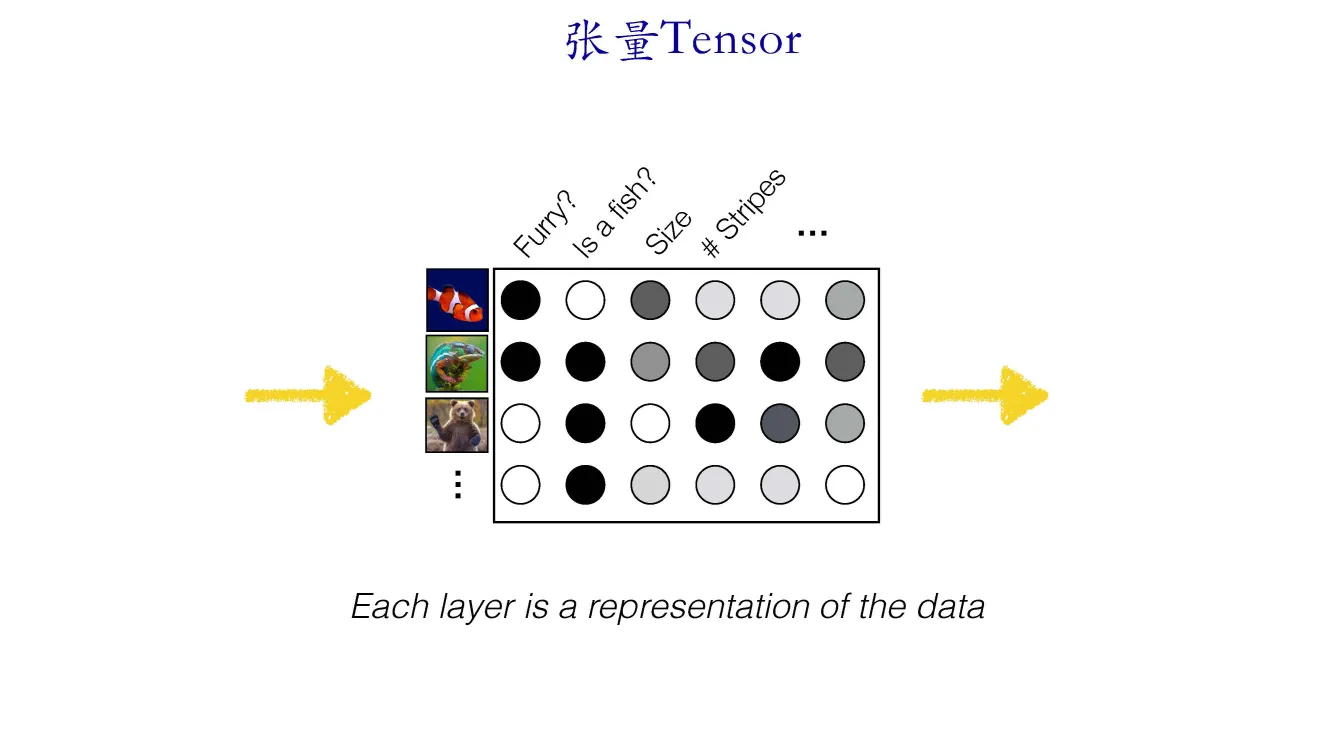 张量Tensor
Furry?
Is a fish?
Size
# Stripes
...
Each layer is a representation of the data